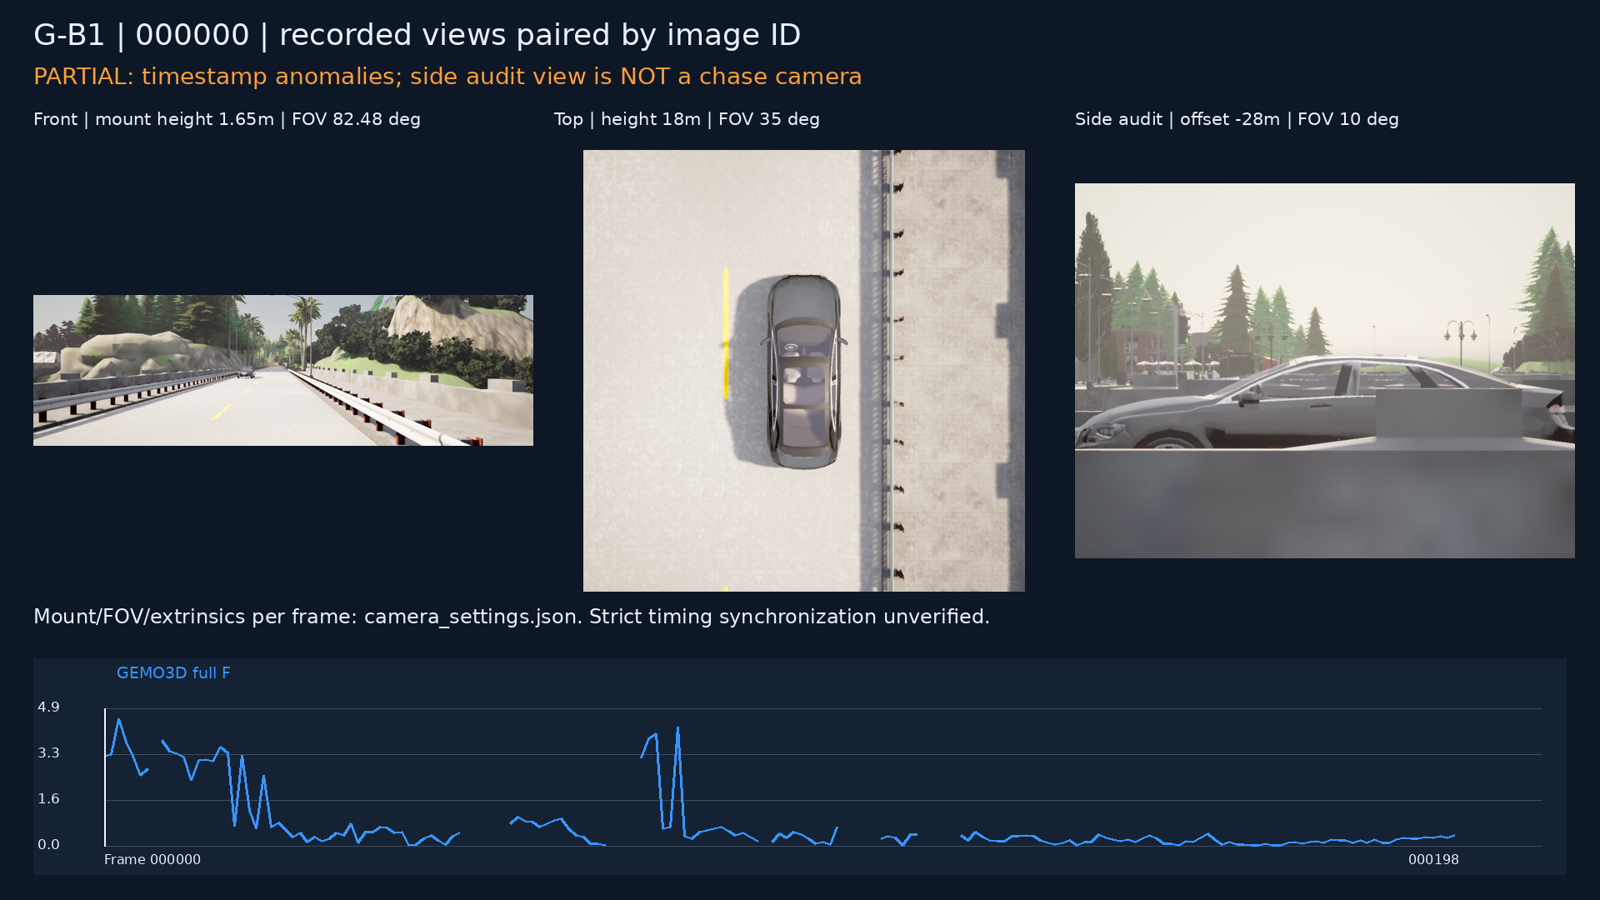 G-B1 | 000000 | recorded views paired by image ID
PARTIAL: timestamp anomalies; side audit view is NOT a chase camera
Front | mount height 1.65m | FOV 82.48 deg
Top | height 18m | FOV 35 deg
Side audit | offset -28m | FOV 10 deg
Mount/FOV/extrinsics per frame: camera_settings.json. Strict timing synchronization unverified.
GEMO3D full F
4.9
3.3
1.6
0.0
Frame 000000
000198